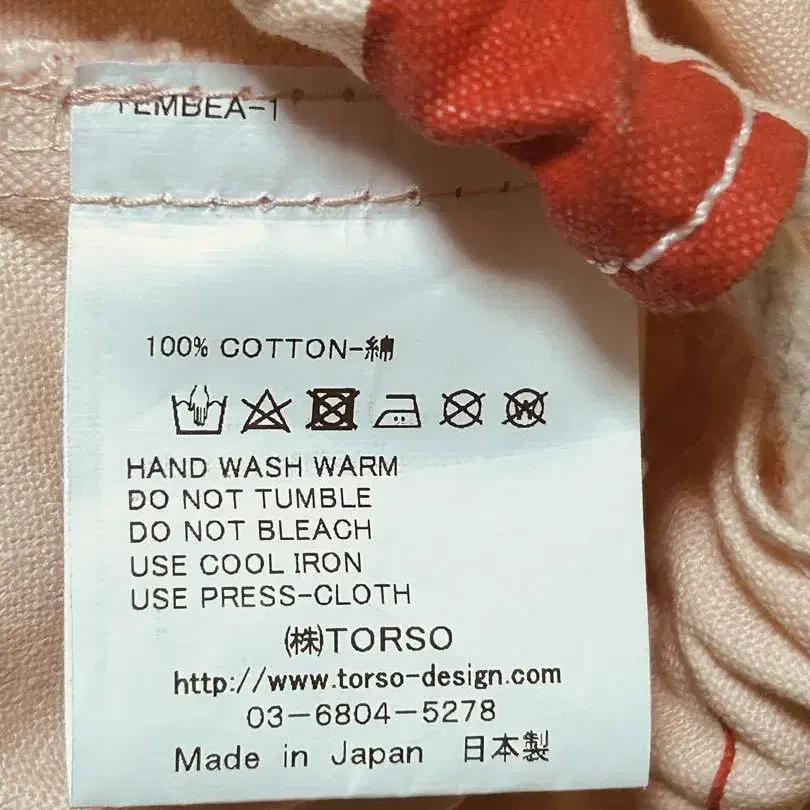 TEMBEA-1
100% COTTON-綿
W
HAND WASH WARM
DO NOT TUMBLE
DO NOT BLEACH
USE COOL IRON
USE PRESS-CLOTH
㈱TORSO
http://www.torso-design.com
03-6804-5278
Made in Japan 日本製